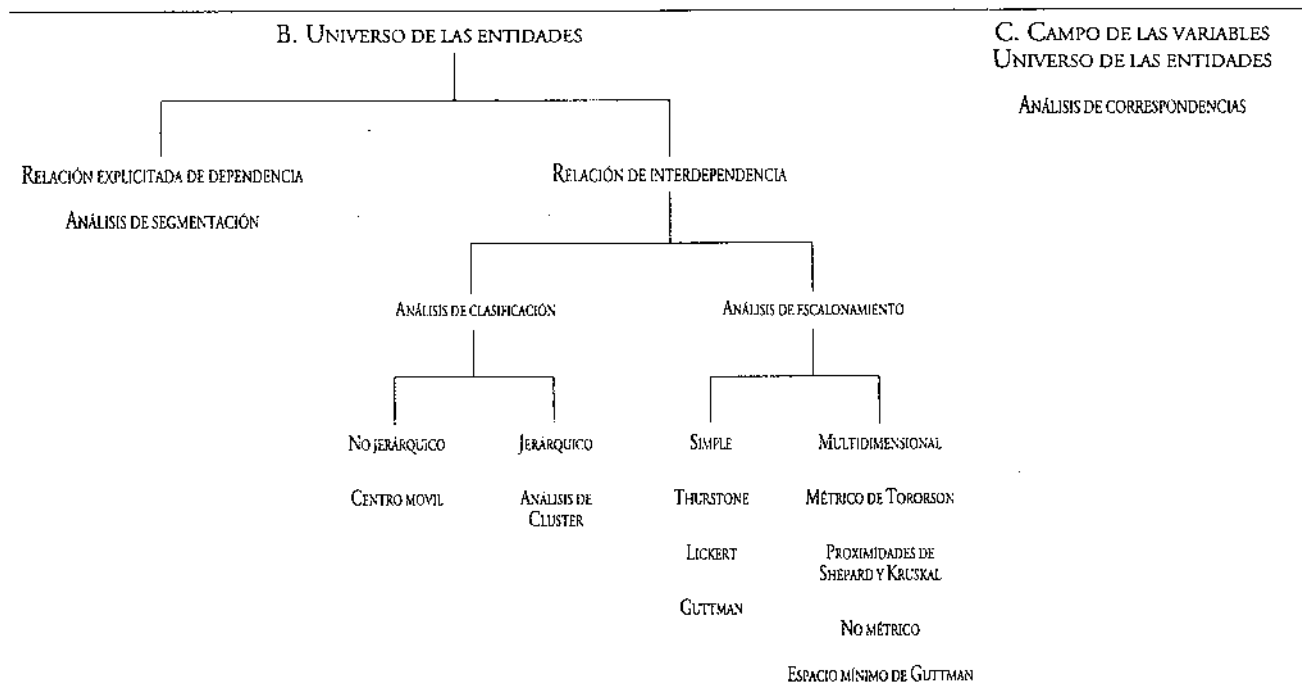 B. UNIVERSO DE LAS ENTIDADES
C. CAMPO DE LAS VARIABLES
UNIVERSO DE LAS ENTIDADES
ANÁLISIS DE CORRESPONDENCIAS
RELACIÓN EXPLICITADA DE DEPENDENCIA
ANÁLISIS DE SEGMENTACIÓN
RELACIÓN DE INTERDEPENDENCIA
ANÁLISIS DE CLASIFICACIÓN
ANÁLISIS DE ESCALONAMIENTO
NO JERÁRQUICO
CENTRO MOVIL
JERÁRQUICO
ANÁLISIS DE
CLUSTER
SIMPLE
THURSTONE
LICKERT
GUTTMAN
MULTIDIMENSIONAL
MÉTRICO DE TORORSON
PROXIMIDADES DE
SHEPARD Y KRUSKAL
NO MÉTRICO
ESPACIO MÍNIMO DE GUTTMAN